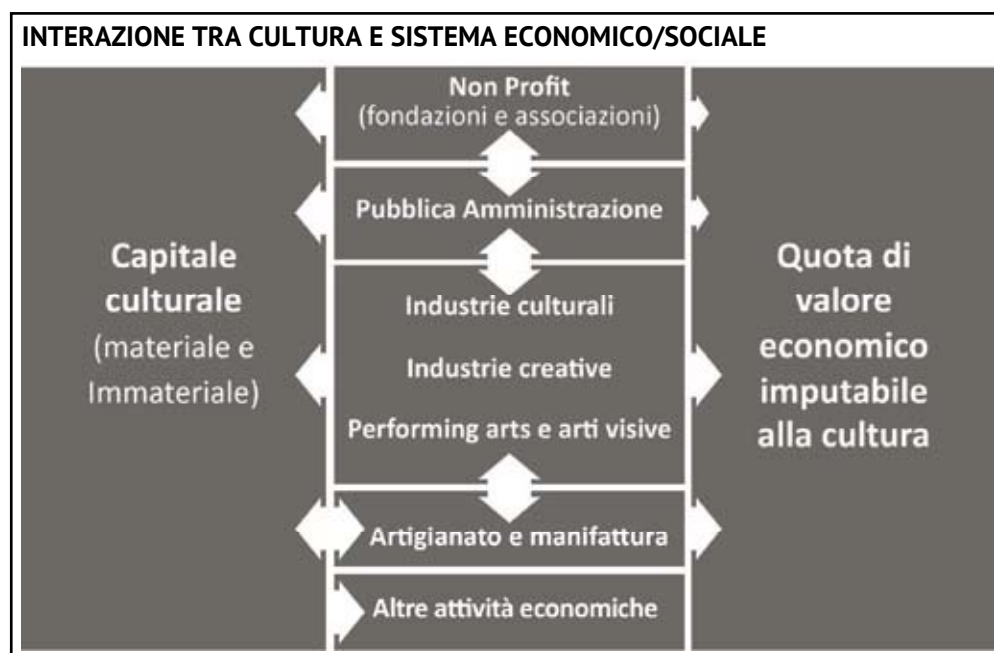 INTERAZIONE TRA CULTURA E SISTEMA ECONOMICO/SOCIALE
Capitale
culturale
(materiale e
Immateriale)
Non Profit
(fondazioni e associazioni)
Pubblica Amministrazione
Industrie culturali
Industrie creative
Performing arts e arti visive
Artigianato e manifattura
Altre attività economiche
Quota di
valore
economico
imputabile
alla cultura